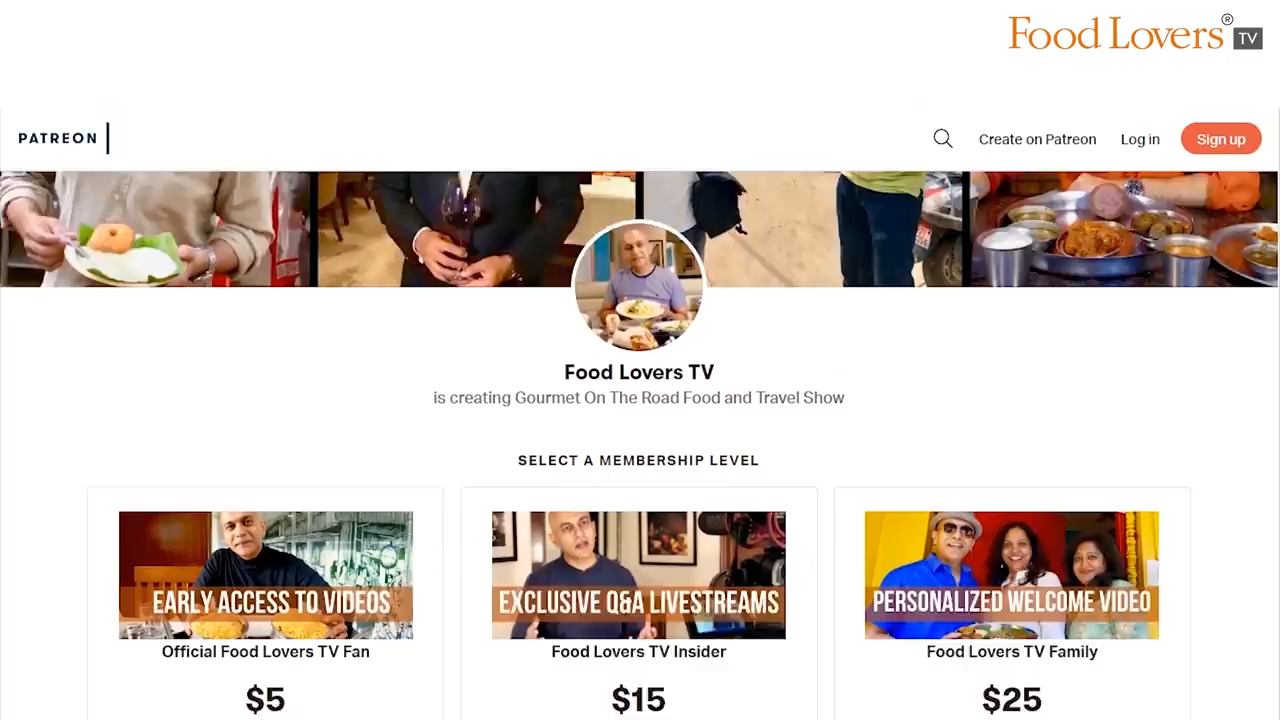 Food Lovers®
TV
PATREON
Create on Patreon
Log in
Sign up
Food Lovers TV
is creating Gourmet On The Road Food and Travel Show
SELECT A MEMBERSHIP LEVEL
EARLY ACCESS TO VIDEOS
Official Food Lovers TV Fan
$5
EXCLUSIVE Q&A LIVESTREAMS
Food Lovers TV Insider
$15
PERSONALIZED WELCOME VIDEO
Food Lovers TV Family
$25